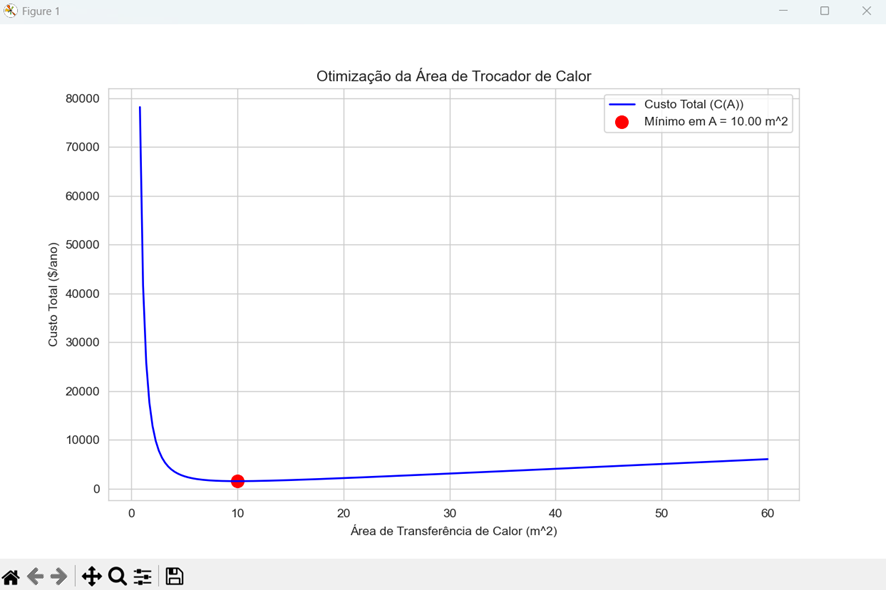 Figure 1
Otimização da Área de Trocador de Calor
Custo Total (C(A))
Mínimo em A = 10.00 m^2
80000
70000
60000
50000
40000
30000
20000
10000
0
Custo Total ($/ano)
0 10 20 30 40 50 60
Área de Transferência de Calor (m^2)